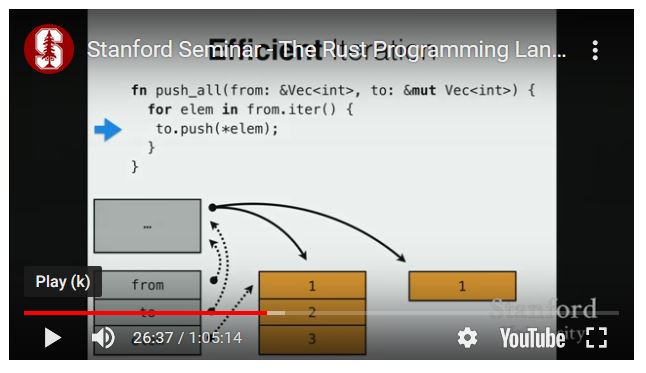 Stanford Seminar - The Rust Programming Lan...
Efficient Iteration
fn push_all(from: &Vec<int>, to: &mut Vec<int>) {
for elem in from.iter() {
to.push(*elem);
}
}
…
Play (k)
from
1
1
to
2
Stanford
3
26:37 / 1:05:14
YouTube